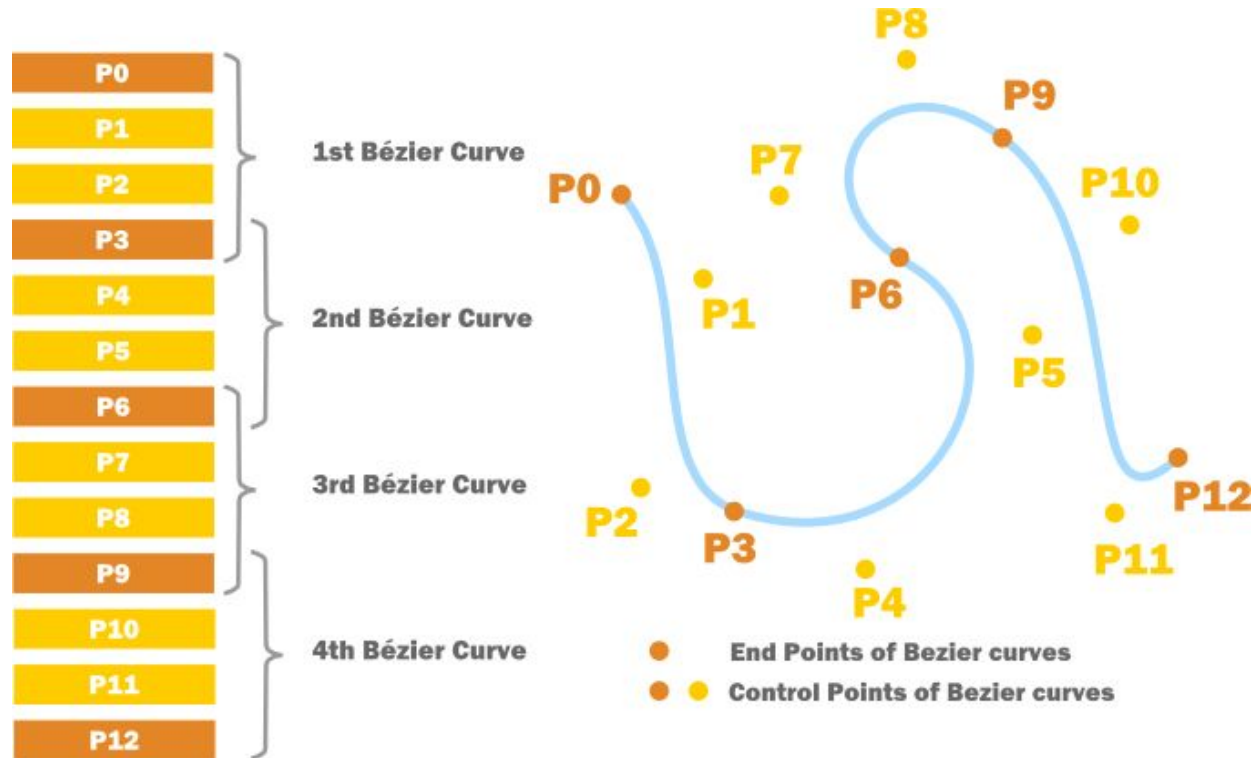 P0
P1
P2
P3
P4
P5
P6
P7
P8
P9
P10
P11
P12
1st Bézier Curve
2nd Bézier Curve
3rd Bézier Curve
4th Bézier Curve
P8
P9
P7
P0
P10
P6
P1
P5
P12
P2
P3
P11
P4
End Points of Bezier curves
Control Points of Bezier curves